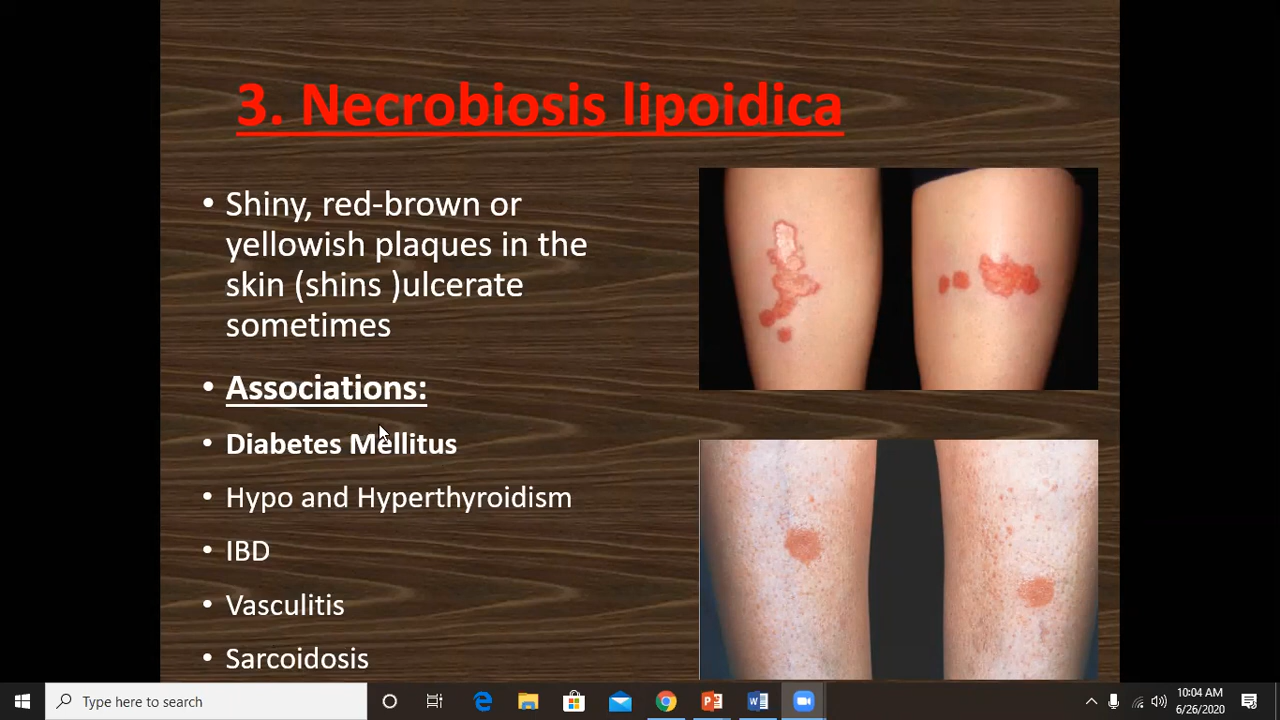 3. Necrobiosis lipoidica
• Shiny, red-brown or
yellowish plaques in the
skin (shins )ulcerate
sometimes
• Associations:
• Diabetes Mellitus
• Hypo and Hyperthyroidism
• IBD
• Vasculitis
• Sarcoidosis
Type here to search
10:04 AM
6/26/2020